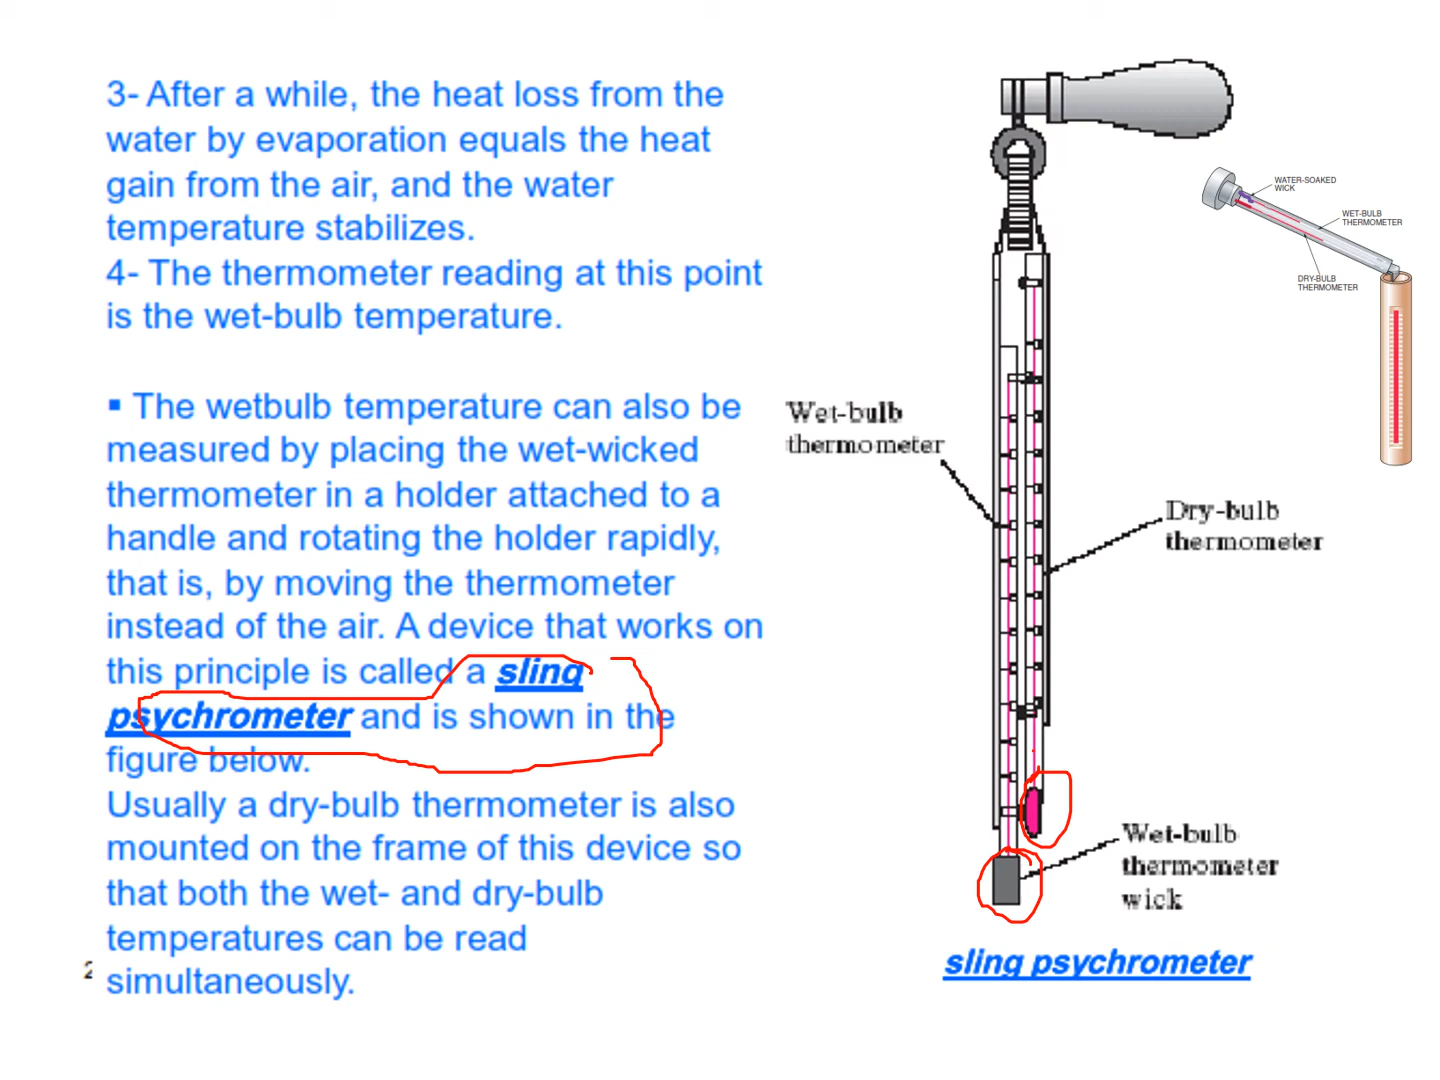 3- After a while, the heat loss from the
water by evaporation equals the heat
gain from the air, and the water
temperature stabilizes.
4- The thermometer reading at this point
is the wet-bulb temperature.
▪ The wetbulb temperature can also be
measured by placing the wet-wicked
thermometer in a holder attached to a
handle and rotating the holder rapidly,
that is, by moving the thermometer
instead of the air. A device that works on
this principle is called a sling
psychrometer and is shown in the
figure below.
Usually a dry-bulb thermometer is also
mounted on the frame of this device so
that both the wet- and dry-bulb
temperatures can be read
simultaneously.
WATER-SOAKED
WICK
WET-BULB
THERMOMETER
DRY-BULB
THERMOMETER
Wet-bulb
thermometer
Dry-bulb
thermometer
Wet-bulb
thermometer
wick
sling psychrometer